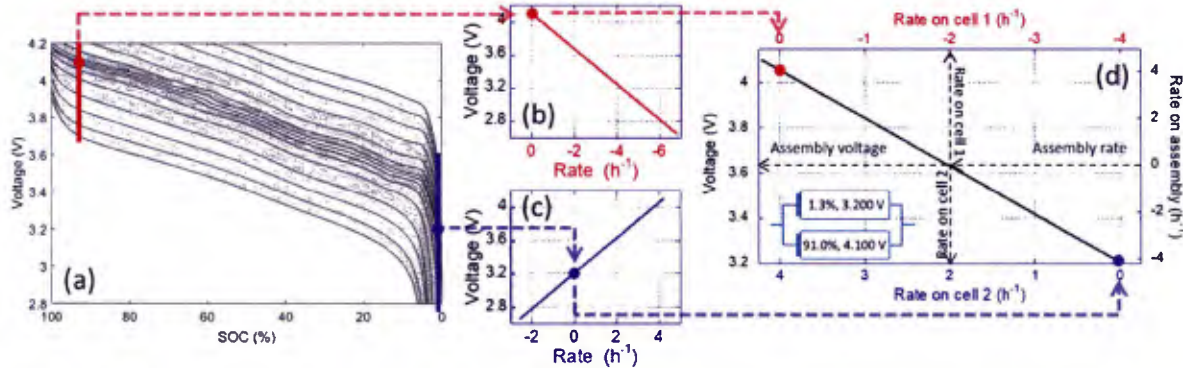 (a)
Voltage (V)
4.2
4
3.8
3.6
3.4
3.2
3
2.8
100
80
60
40
20
0
SOC (%)
(b)
Voltage (V)
4
3.6
3.2
2.8
0
-2
-4
-6
Rate (h⁻¹)
(c)
Voltage (V)
4
3.6
3.2
2.8
-2
0
2
4
Rate (h⁻¹)
Rate on cell 1 (h⁻¹)
0
-1
-2
-3
-4
(d)
Voltage (V)
4
3.8
3.6
3.4
3.2
Rate on cell 1
Assembly voltage
Assembly rate
Rate on cell 2
1.3%, 3.200 V
91.0%, 4.100 V
4
2
0
-2
-4
Rate on assembly (h⁻¹)
4
3
2
1
0
Rate on cell 2 (h⁻¹)